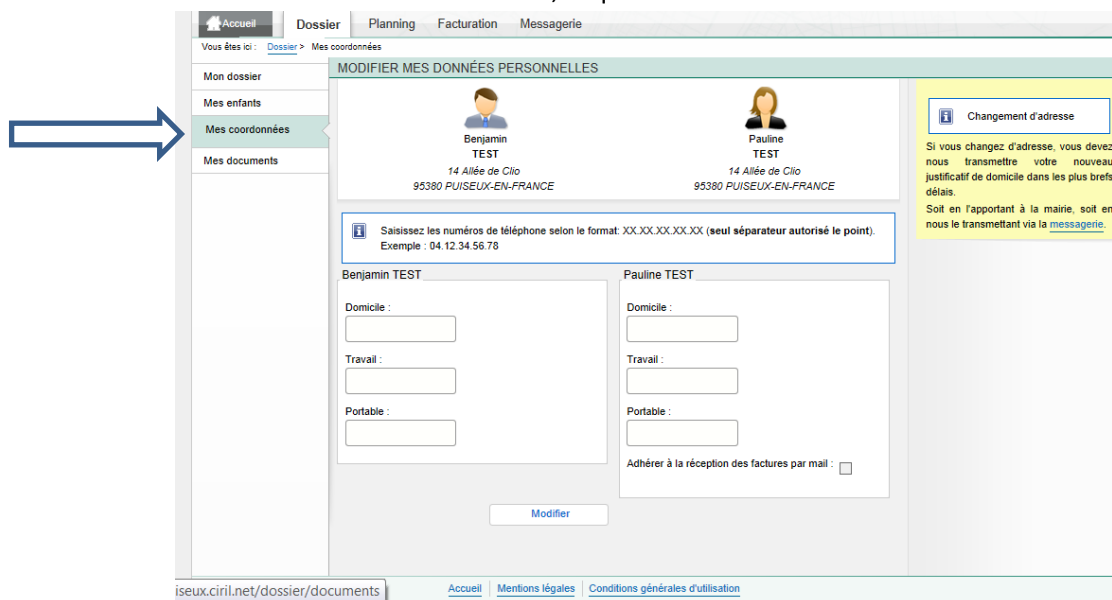 Accueil Dossier Planning Facturation Messagerie
Vous êtes ici : Dossier > Mes coordonnées
Mon dossier
Mes enfants
Mes coordonnées
Mes documents
MODIFIER MES DONNÉES PERSONNELLES
Benjamin
TEST
14 Allée de Clio
95380 PUISEUX-EN-FRANCE
Pauline
TEST
14 Allée de Clio
95380 PUISEUX-EN-FRANCE
Saisissez les numéros de téléphone selon le format: XX.XX.XX.XX.XX (seul séparateur autorisé le point).
Exemple : 04.12.34.56.78
Benjamin TEST
Domicile :
Travail :
Portable :
Pauline TEST
Domicile :
Travail :
Portable :
Adhérer à la réception des factures par mail :
Modifier
Changement d'adresse
Si vous changez d'adresse, vous devez
nous transmettre votre nouveau
justificatif de domicile dans les plus brefs
délais.
Soit en l'apportant à la mairie, soit en
nous le transmettant via la messagerie.
iseux.ciril.net/dossier/documents
Accueil Mentions légales Conditions générales d'utilisation